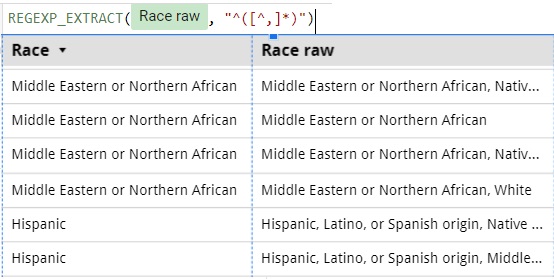 REGEXP_EXTRACT( Race raw , "^([^,]*)")
Race Race raw
Middle Eastern or Northern African Middle Eastern or Northern African, Nativ...
Middle Eastern or Northern African Middle Eastern or Northern African
Middle Eastern or Northern African Middle Eastern or Northern African, Nativ...
Middle Eastern or Northern African Middle Eastern or Northern African, White
Hispanic Hispanic, Latino, or Spanish origin, Native ...
Hispanic Hispanic, Latino, or Spanish origin, Middle...